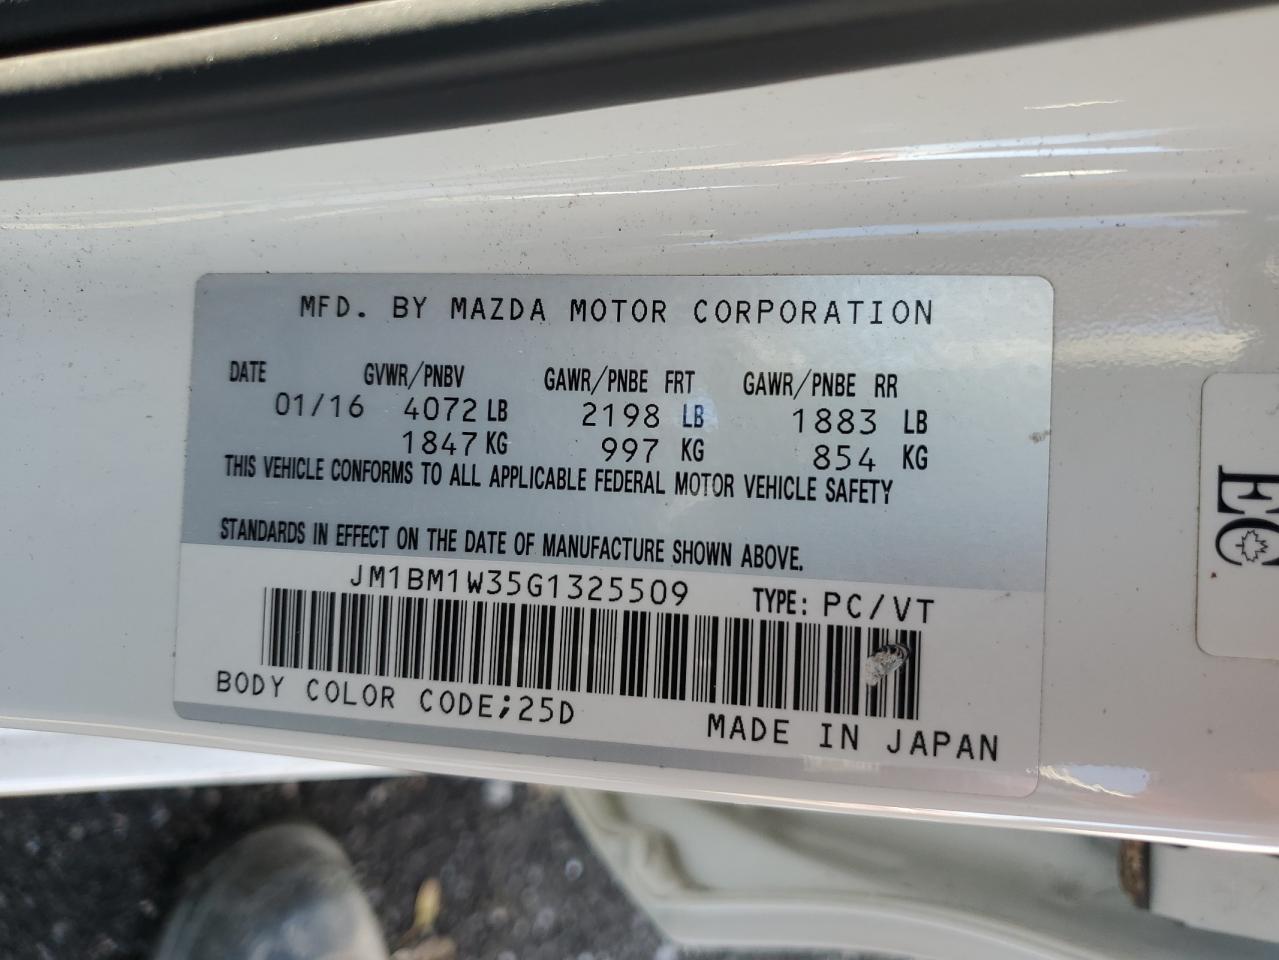 MFD. BY MAZDA MOTOR CORPORATION
DATE GVWR/PNBV GAWR/PNBE FRT GAWR/PNBE RR
01/16 4072 LB 2198 LB 1883 LB
1847 KG 997 KG 854 KG
THIS VEHICLE CONFORMS TO ALL APPLICABLE FEDERAL MOTOR VEHICLE SAFETY
STANDARDS IN EFFECT ON THE DATE OF MANUFACTURE SHOWN ABOVE.
JM1BM1W35G1325509 TYPE: PC/VT
BODY COLOR CODE;25D MADE IN JAPAN
EC